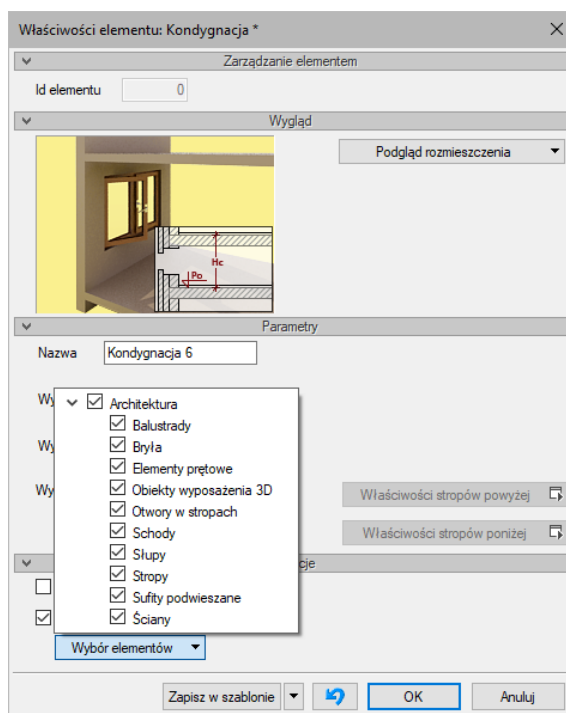 Właściwości elementu: Kondygnacja *
Zarządzanie elementem
Id elementu 0
Wygląd
Podgląd rozmieszczenia
Hc
Po
Parametry
Nazwa Kondygnacja 6
Architektura
Balustrady
Bryła
Elementy prętowe
Obiekty wyposażenia 3D
Otwory w stropach
Schody
Słupy
Stropy
Sufity podwieszane
Ściany
Właściwości stropów powyżej
Właściwości stropów poniżej
Wybór elementów
Zapisz w szablonie OK Anuluj